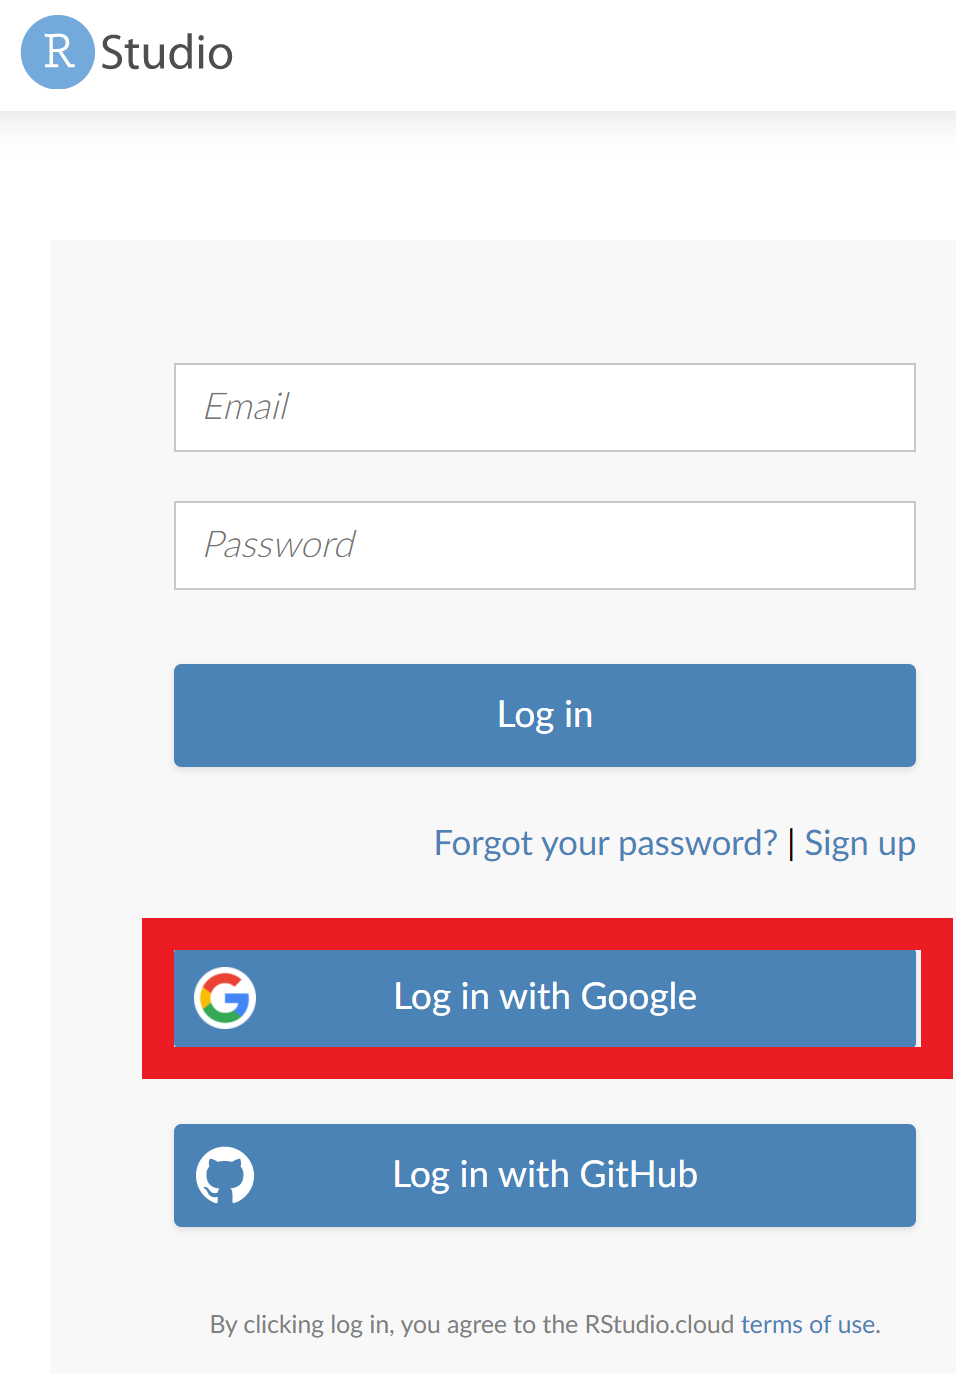 R Studio
Email
Password
Log in
Forgot your password? | Sign up
Log in with Google
Log in with GitHub
By clicking log in, you agree to the RStudio.cloud terms of use.